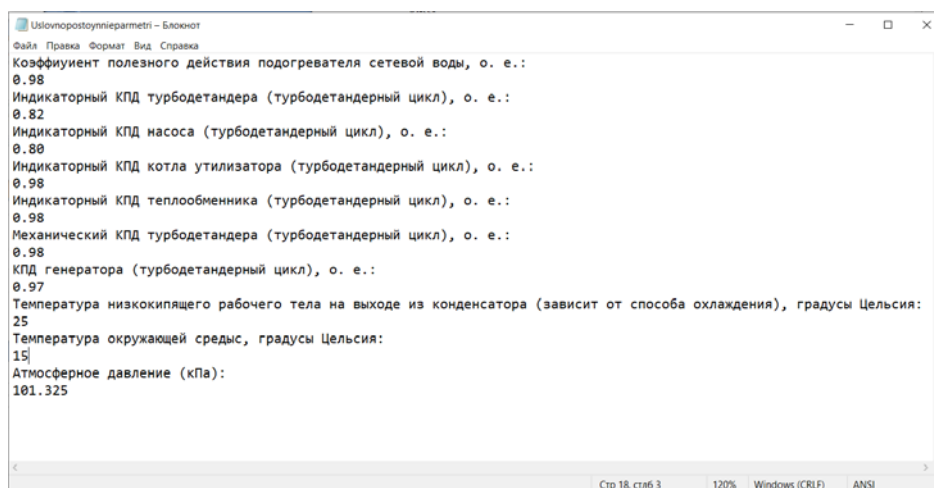 Uslovnopostoynnieparmetri – Блокнот
Файл Правка Формат Вид Справка
Коэффиуиент полезного действия подогревателя сетевой воды, о. е.:
0.98
Индикаторный КПД турбодетандера (турбодетандерный цикл), о. е.:
0.82
Индикаторный КПД насоса (турбодетандерный цикл), о. е.:
0.80
Индикаторный КПД котла утилизатора (турбодетандерный цикл), о. е.:
0.98
Индикаторный КПД теплообменника (турбодетандерный цикл), о. е.:
0.98
Механический КПД турбодетандера (турбодетандерный цикл), о. е.:
0.98
КПД генератора (турбодетандерный цикл), о. е.:
0.97
Температура низкокипящего рабочего тела на выходе из конденсатора (зависит от способа охлаждения), градусы Цельсия:
25
Температура окружающей средыс, градусы Цельсия:
15
Атмосферное давление (кПа):
101.325
Стр 18, стлб 3 120% Windows (CRLF) ANSI